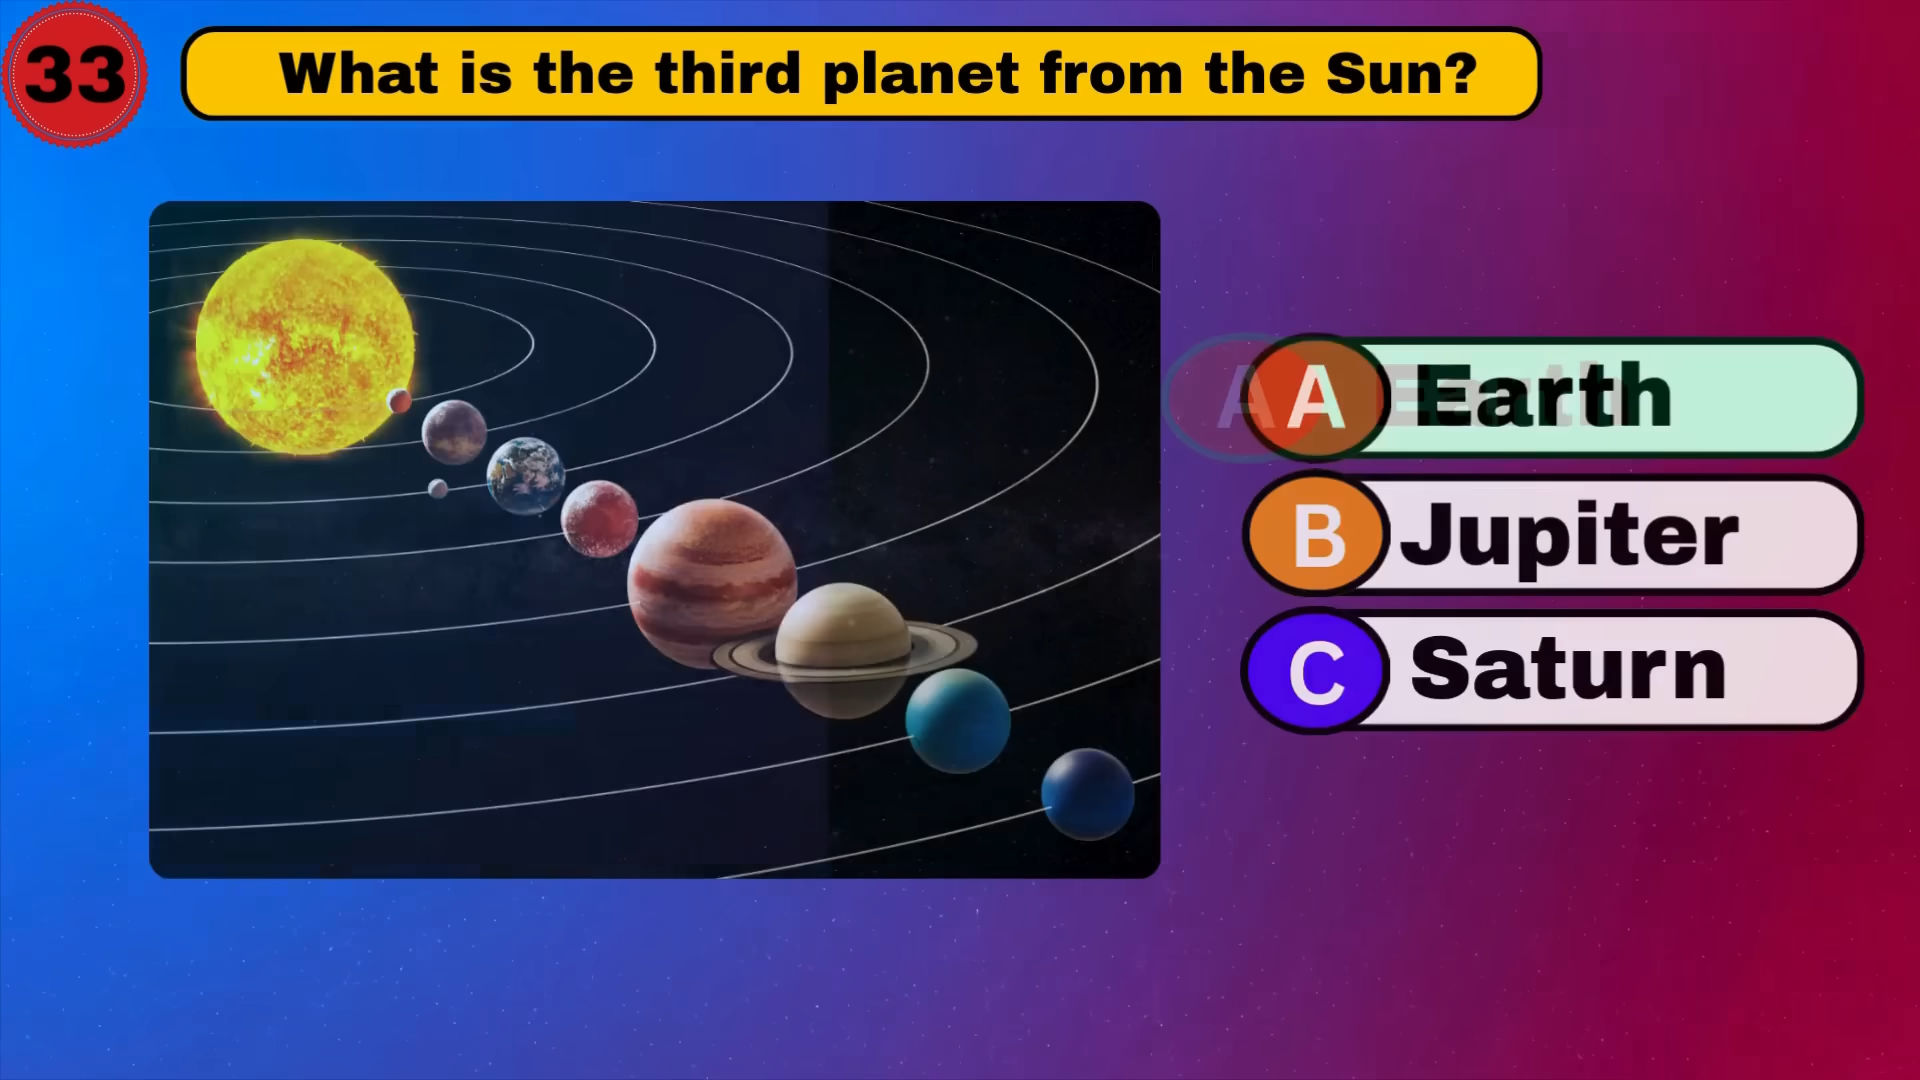 33
What is the third planet from the Sun?
A Earth
B Jupiter
C Saturn